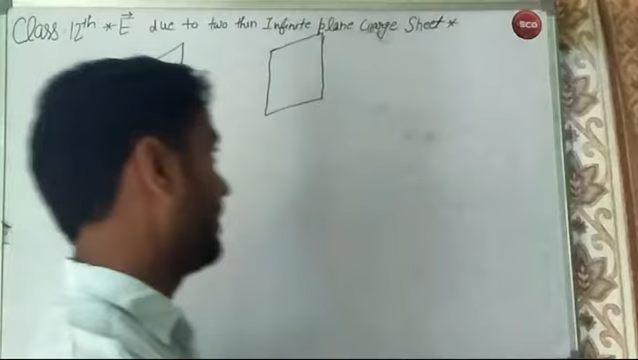 Class 12th * E⃗ due to two thin Infinite plane Charge Sheet *
SCO